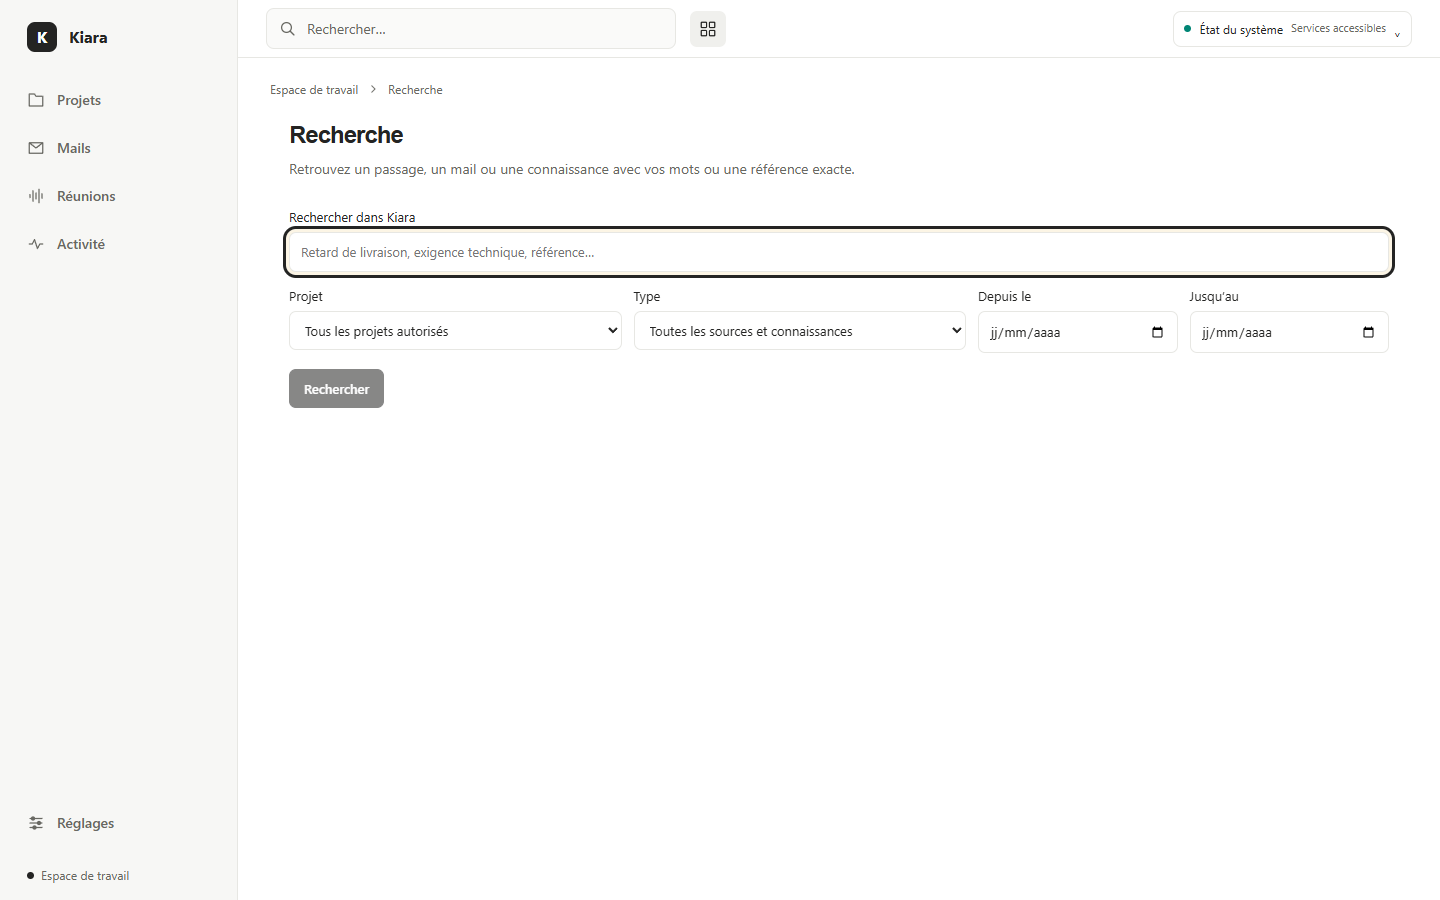 K Kiara
Projets
Mails
Réunions
Activité
Réglages
Espace de travail
Rechercher...
État du système Services accessibles
Espace de travail > Recherche
Recherche
Retrouvez un passage, un mail ou une connaissance avec vos mots ou une référence exacte.
Rechercher dans Kiara
Retard de livraison, exigence technique, référence...
Projet Type Depuis le Jusqu'au
Tous les projets autorisés Toutes les sources et connaissances jj/mm/aaaa jj/mm/aaaa
Rechercher